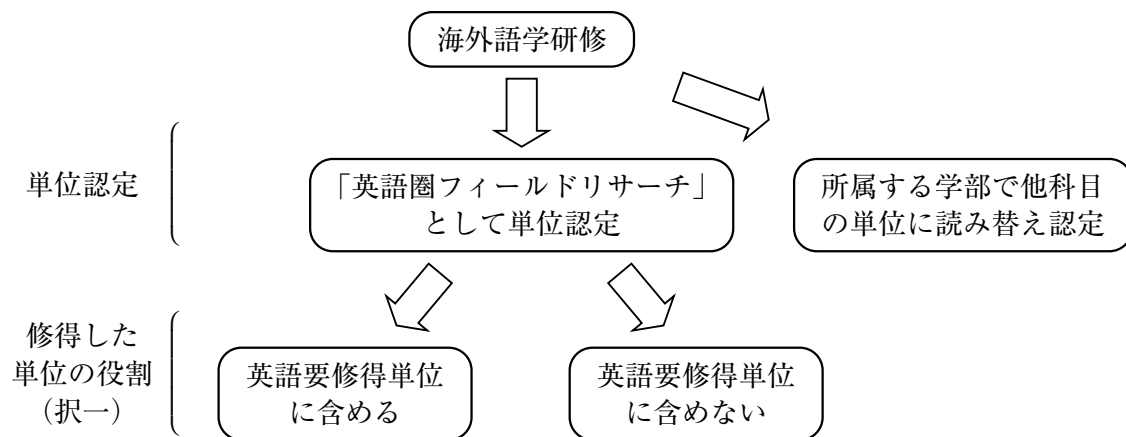 海外語学研修
単位認定
「英語圏フィールドリサーチ」
として単位認定
所属する学部で他科目
の単位に読み替え認定
修得した
単位の役割
（択一）
英語要修得単位
に含める
英語要修得単位
に含めない